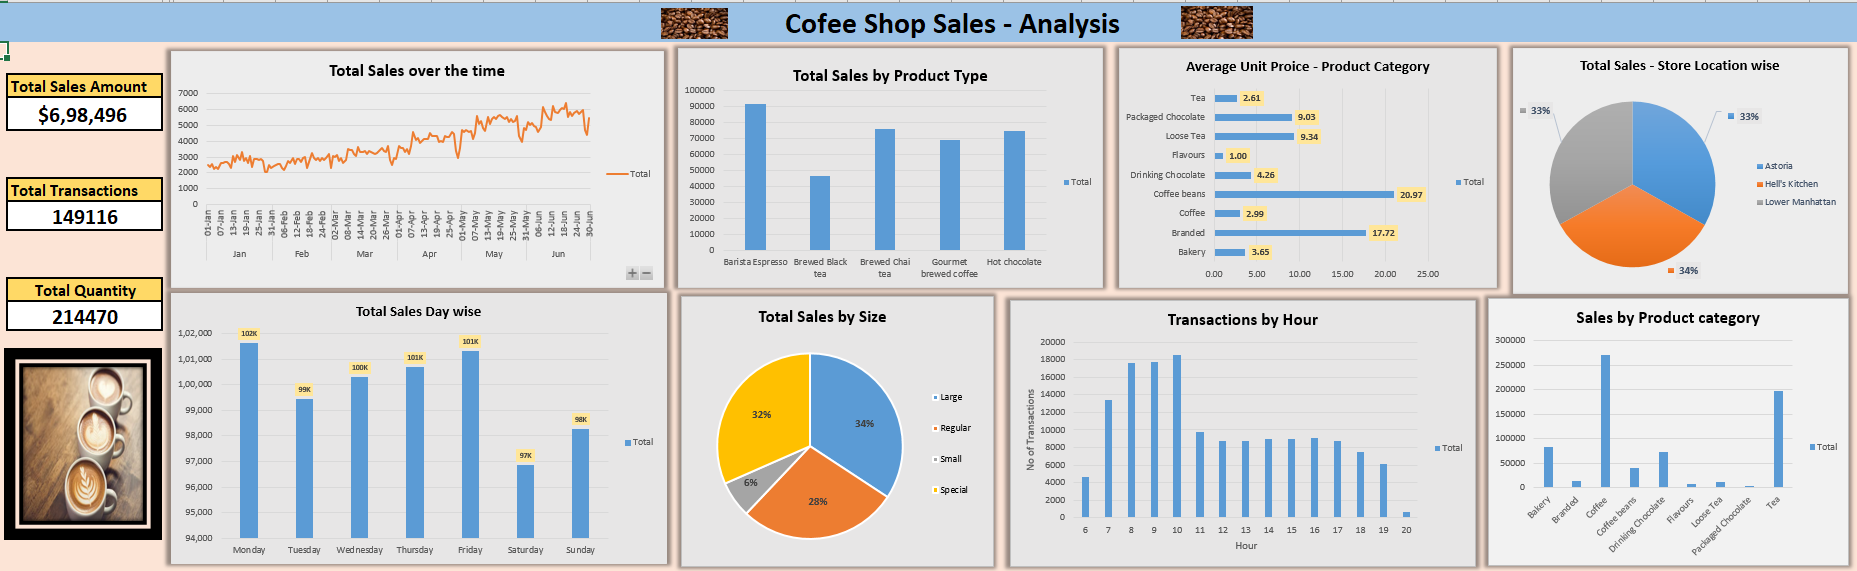 Cofee Shop Sales - Analysis
Total Sales Amount
$6,98,496
Total Transactions
149116
Total Quantity
214470
Total Sales over the time
7000
6000
5000
4000
3000
2000
1000
0
01-Jan
07-Jan
13-Jan
19-Jan
25-Jan
31-Jan
06-Feb
12-Feb
18-Feb
24-Feb
02-Mar
08-Mar
14-Mar
20-Mar
26-Mar
01-Apr
07-Apr
13-Apr
19-Apr
25-Apr
01-May
07-May
13-May
19-May
25-May
31-May
06-Jun
12-Jun
18-Jun
24-Jun
30-Jun
Jan Feb Mar Apr May Jun
Total
Total Sales by Product Type
100000
90000
80000
70000
60000
50000
40000
30000
20000
10000
0
Barista Espresso Brewed Black Brewed Chai Gourmet Hot chocolate
tea tea brewed coffee
Total
Average Unit Proice - Product Category
Tea 2.61
Packaged Chocolate 9.03
Loose Tea 9.34
Flavours 1.00
Drinking Chocolate 4.26
Coffee beans 20.97
Coffee 2.99
Branded 17.72
Bakery 3.65
0.00 5.00 10.00 15.00 20.00 25.00
Total
Total Sales - Store Location wise
33%
33%
34%
Astoria
Hell's Kitchen
Lower Manhattan
Total Sales Day wise
1,02,000
1,01,000
1,00,000
99,000
98,000
97,000
96,000
95,000
94,000
102K
99K
100K
101K
101K
97K
98K
Monday Tuesday Wednesday Thursday Friday Saturday Sunday
Total
Total Sales by Size
32%
34%
6%
28%
Large
Regular
Small
Special
Transactions by Hour
No of Transactions
20000
18000
16000
14000
12000
10000
8000
6000
4000
2000
0
6 7 8 9 10 11 12 13 14 15 16 17 18 19 20
Hour
Total
Sales by Product category
300000
250000
200000
150000
100000
50000
0
Bakery
Branded
Coffee
Coffee beans
Drinking Chocolate
Flavours
Loose Tea
Packaged Chocolate
Tea
Total